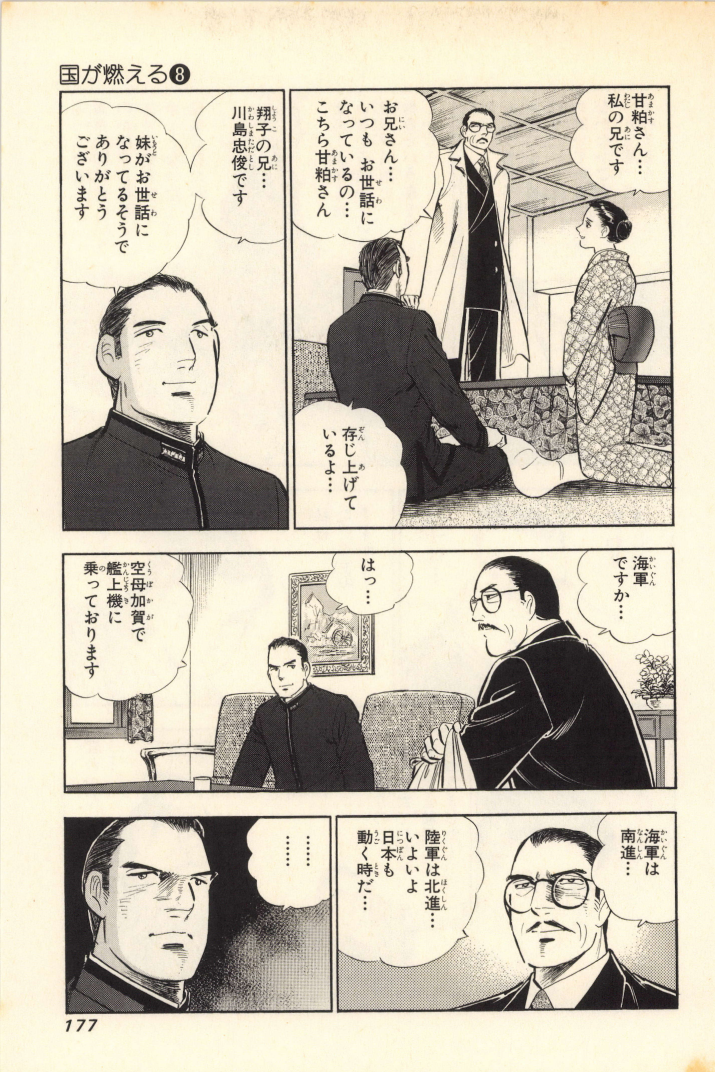 国が燃える❽
甘粕さん…
私の兄です
お兄さん…
いつも お世話に
なっているの…
こちら甘粕さん
存じ上げて
いるよ…
翔子の兄…
川島忠俊です
妹がお世話に
なってるそうで
ありがとう
ございます
海軍
ですか…
はっ…
空母加賀で
艦上機に
乗っております
海軍は
南進…
陸軍は北進…
いよいよ
日本も
動く時だ…
……
……
177